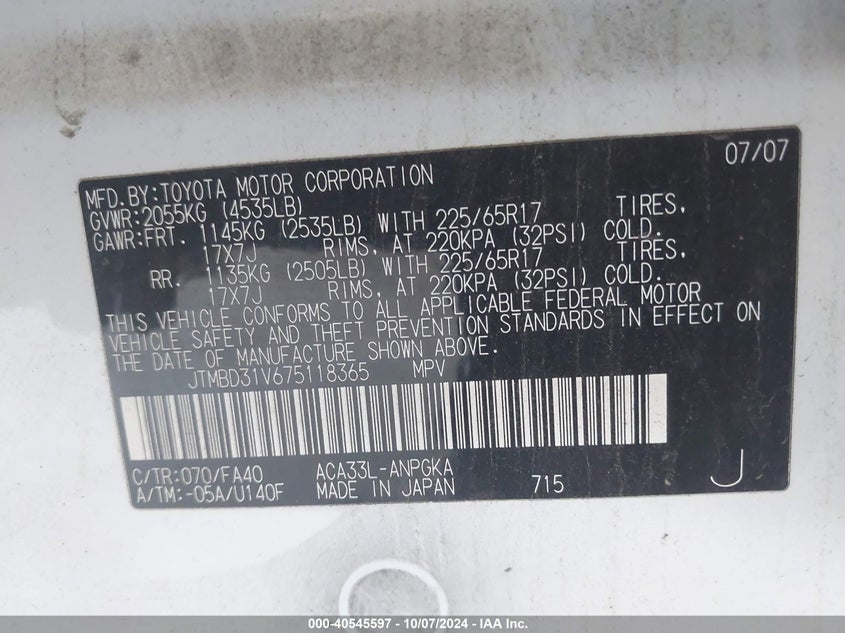 07/07
MFD.BY:TOYOTA MOTOR CORPORATION
GVWR:2055KG (4535LB)
GAWR:FRT. 1145KG (2535LB) WITH 225/65R17 TIRES,
17X7J RIMS, AT 220KPA (32PSI) COLD.
RR. 1135KG (2505LB) WITH 225/65R17 TIRES,
17X7J RIMS, AT 220KPA (32PSI) COLD.
THIS VEHICLE CONFORMS TO ALL APPLICABLE FEDERAL MOTOR
VEHICLE SAFETY AND THEFT PREVENTION STANDARDS IN EFFECT ON
THE DATE OF MANUFACTURE SHOWN ABOVE.
JTMBD31V675118365 MPV
C/TR:070/FA40 ACA33L-ANPGKA
A/TM:-05A/U140F MADE IN JAPAN 715 J
000-40545597 - 10/07/2024 - IAA Inc.